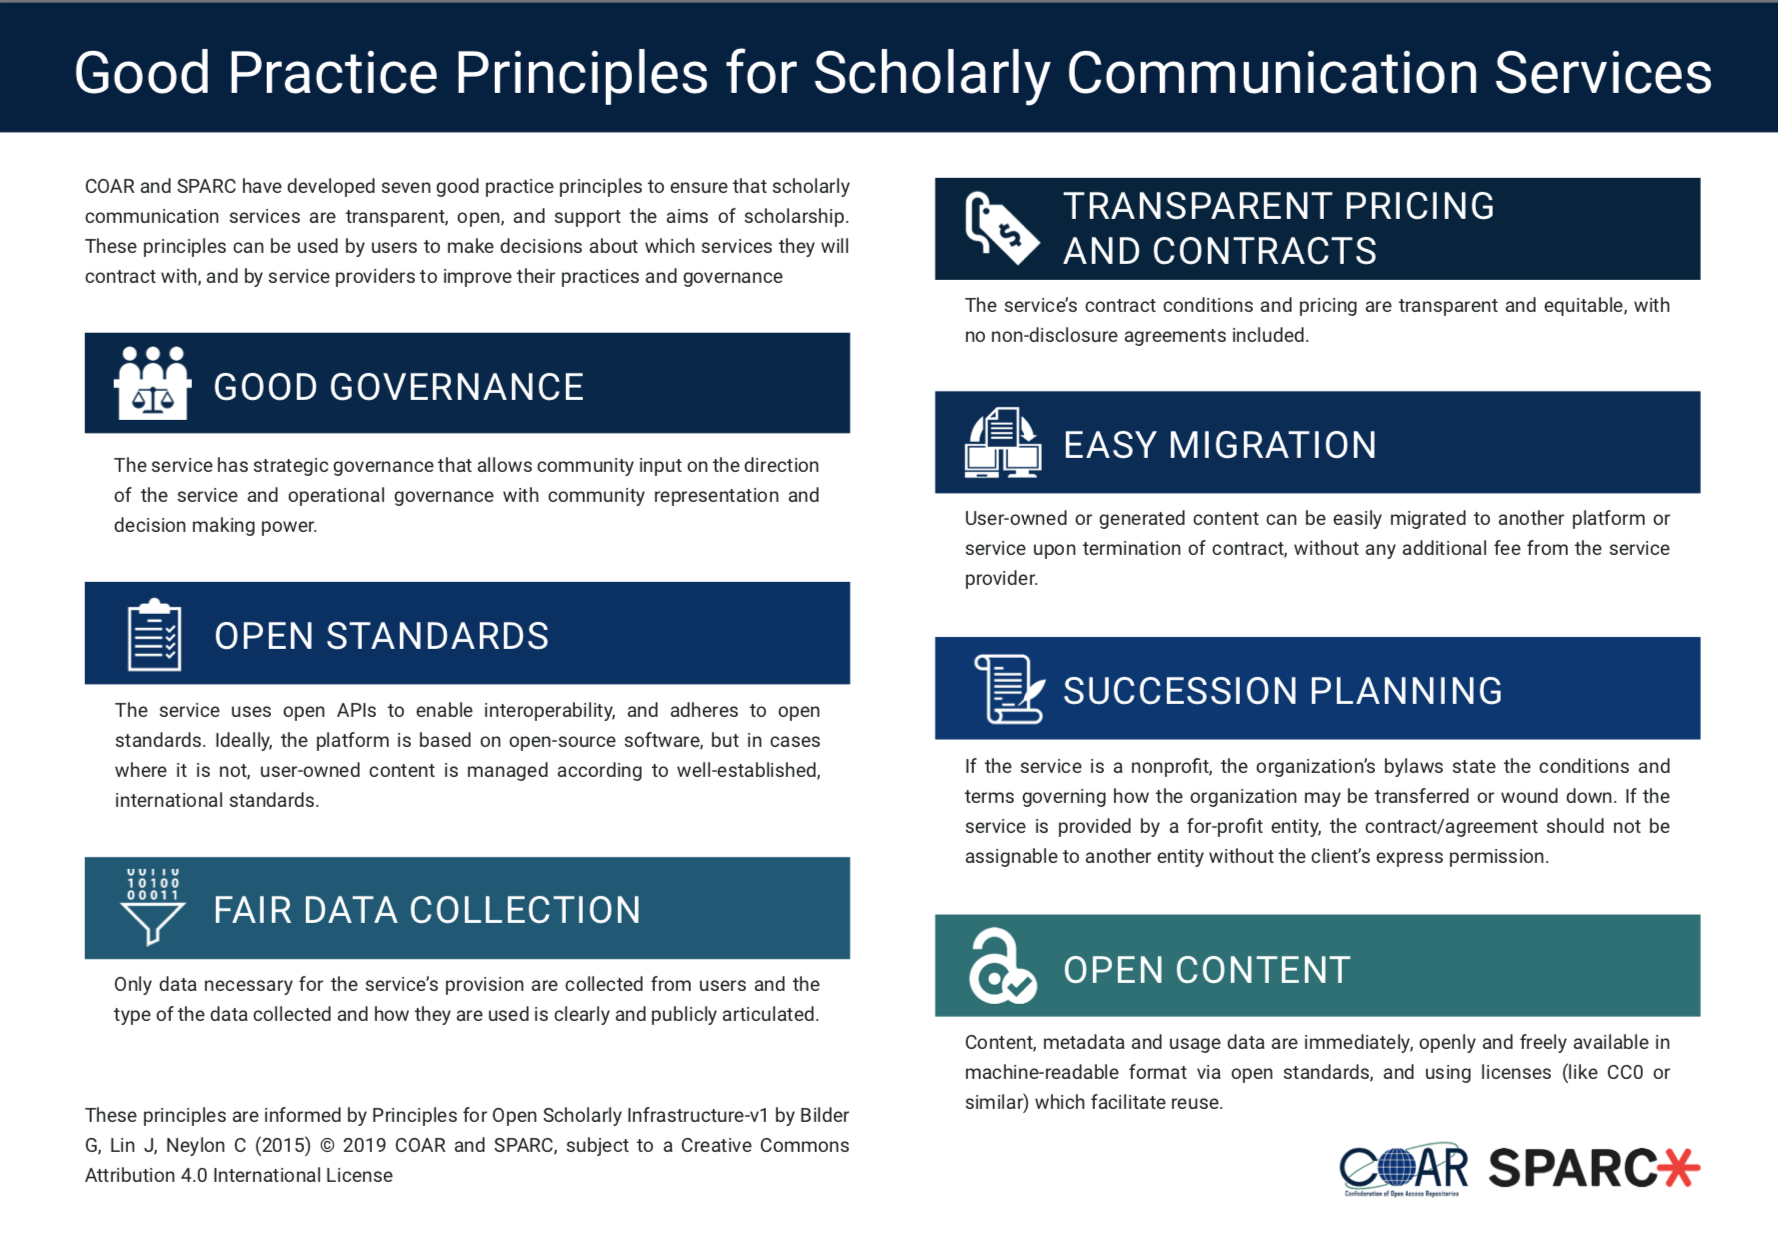 Good Practice Principles for Scholarly Communication Services
COAR and SPARC have developed seven good practice principles to ensure that scholarly
communication services are transparent, open, and support the aims of scholarship.
These principles can be used by users to make decisions about which services they will
contract with, and by service providers to improve their practices and governance
GOOD GOVERNANCE
The service has strategic governance that allows community input on the direction
of the service and operational governance with community representation and
decision making power.
OPEN STANDARDS
The service uses open APIs to enable interoperability, and adheres to open
standards. Ideally, the platform is based on open-source software, but in cases
where it is not, user-owned content is managed according to well-established,
international standards.
10100
00011
FAIR DATA COLLECTION
Only data necessary for the service's provision are collected from users and the
type of the data collected and how they are used is clearly and publicly articulated.
These principles are informed by Principles for Open Scholarly Infrastructure-v1 by Bilder
G, Lin J, Neylon C (2015) © 2019 COAR and SPARC, subject to a Creative Commons
Attribution 4.0 International License
TRANSPARENT PRICING
AND CONTRACTS
The service's contract conditions and pricing are transparent and equitable, with
no non-disclosure agreements included.
EASY MIGRATION
User-owned or generated content can be easily migrated to another platform or
service upon termination of contract, without any additional fee from the service
provider.
SUCCESSION PLANNING
If the service is a nonprofit, the organization's bylaws state the conditions and
terms governing how the organization may be transferred or wound down. If the
service is provided by a for-profit entity, the contract/agreement should not be
assignable to another entity without the client's express permission.
OPEN CONTENT
Content, metadata and usage data are immediately, openly and freely available in
machine-readable format via open standards, and using licenses (like CC0 or
similar) which facilitate reuse.
COAR
Confederation of Open Access Repositories
SPARC